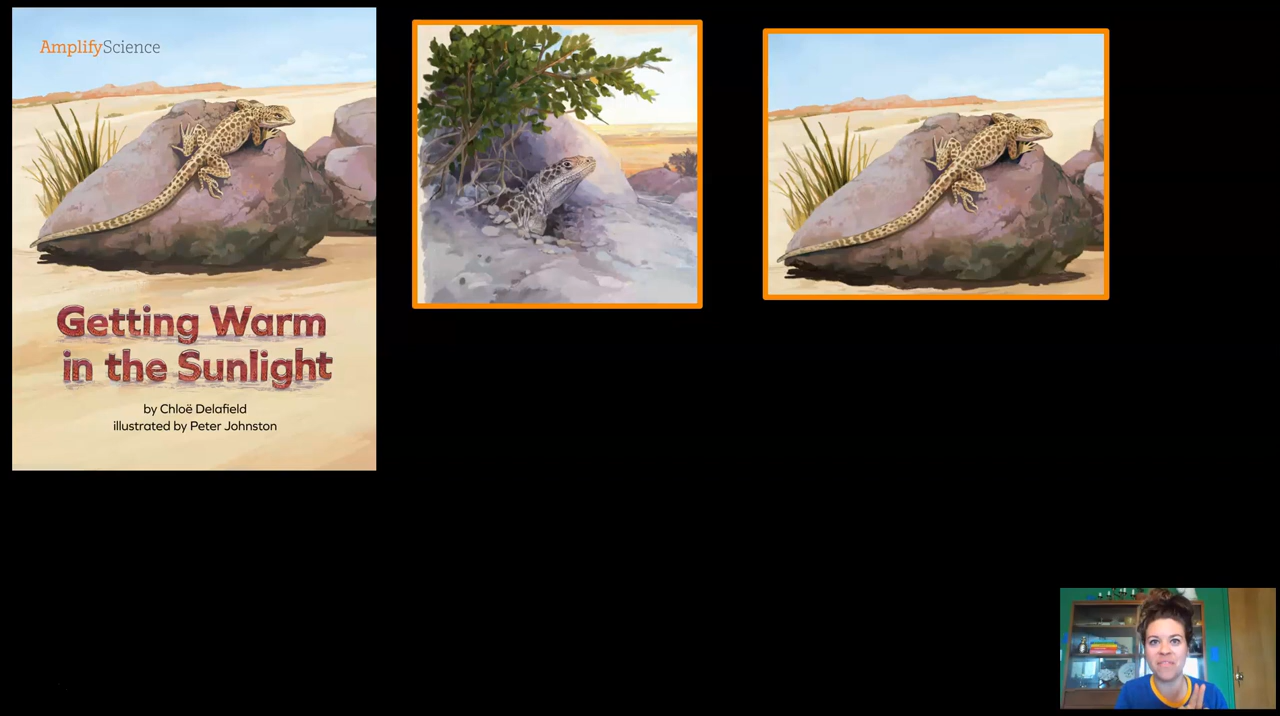 AmplifyScience
Getting Warm
in the Sunlight
by Chloë Delafield
illustrated by Peter Johnston